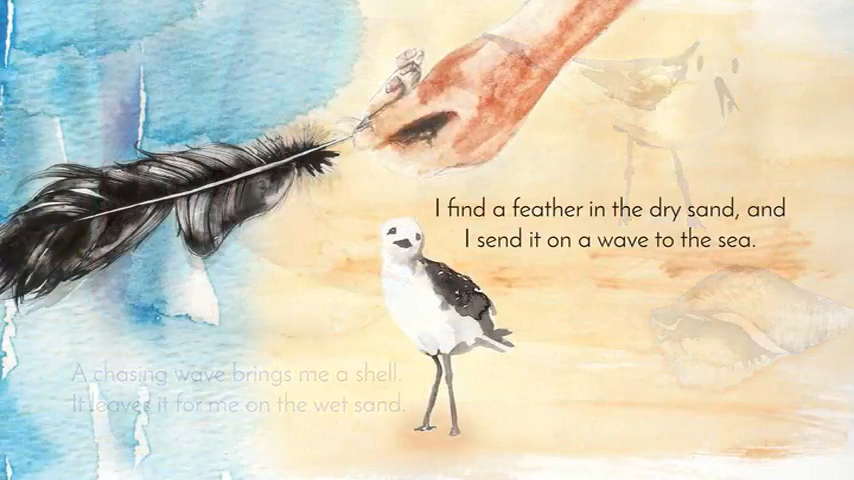 I find a feather in the dry sand, and
I send it on a wave to the sea.
A chasing wave brings me a shell.
It leaves it for me on the wet sand.